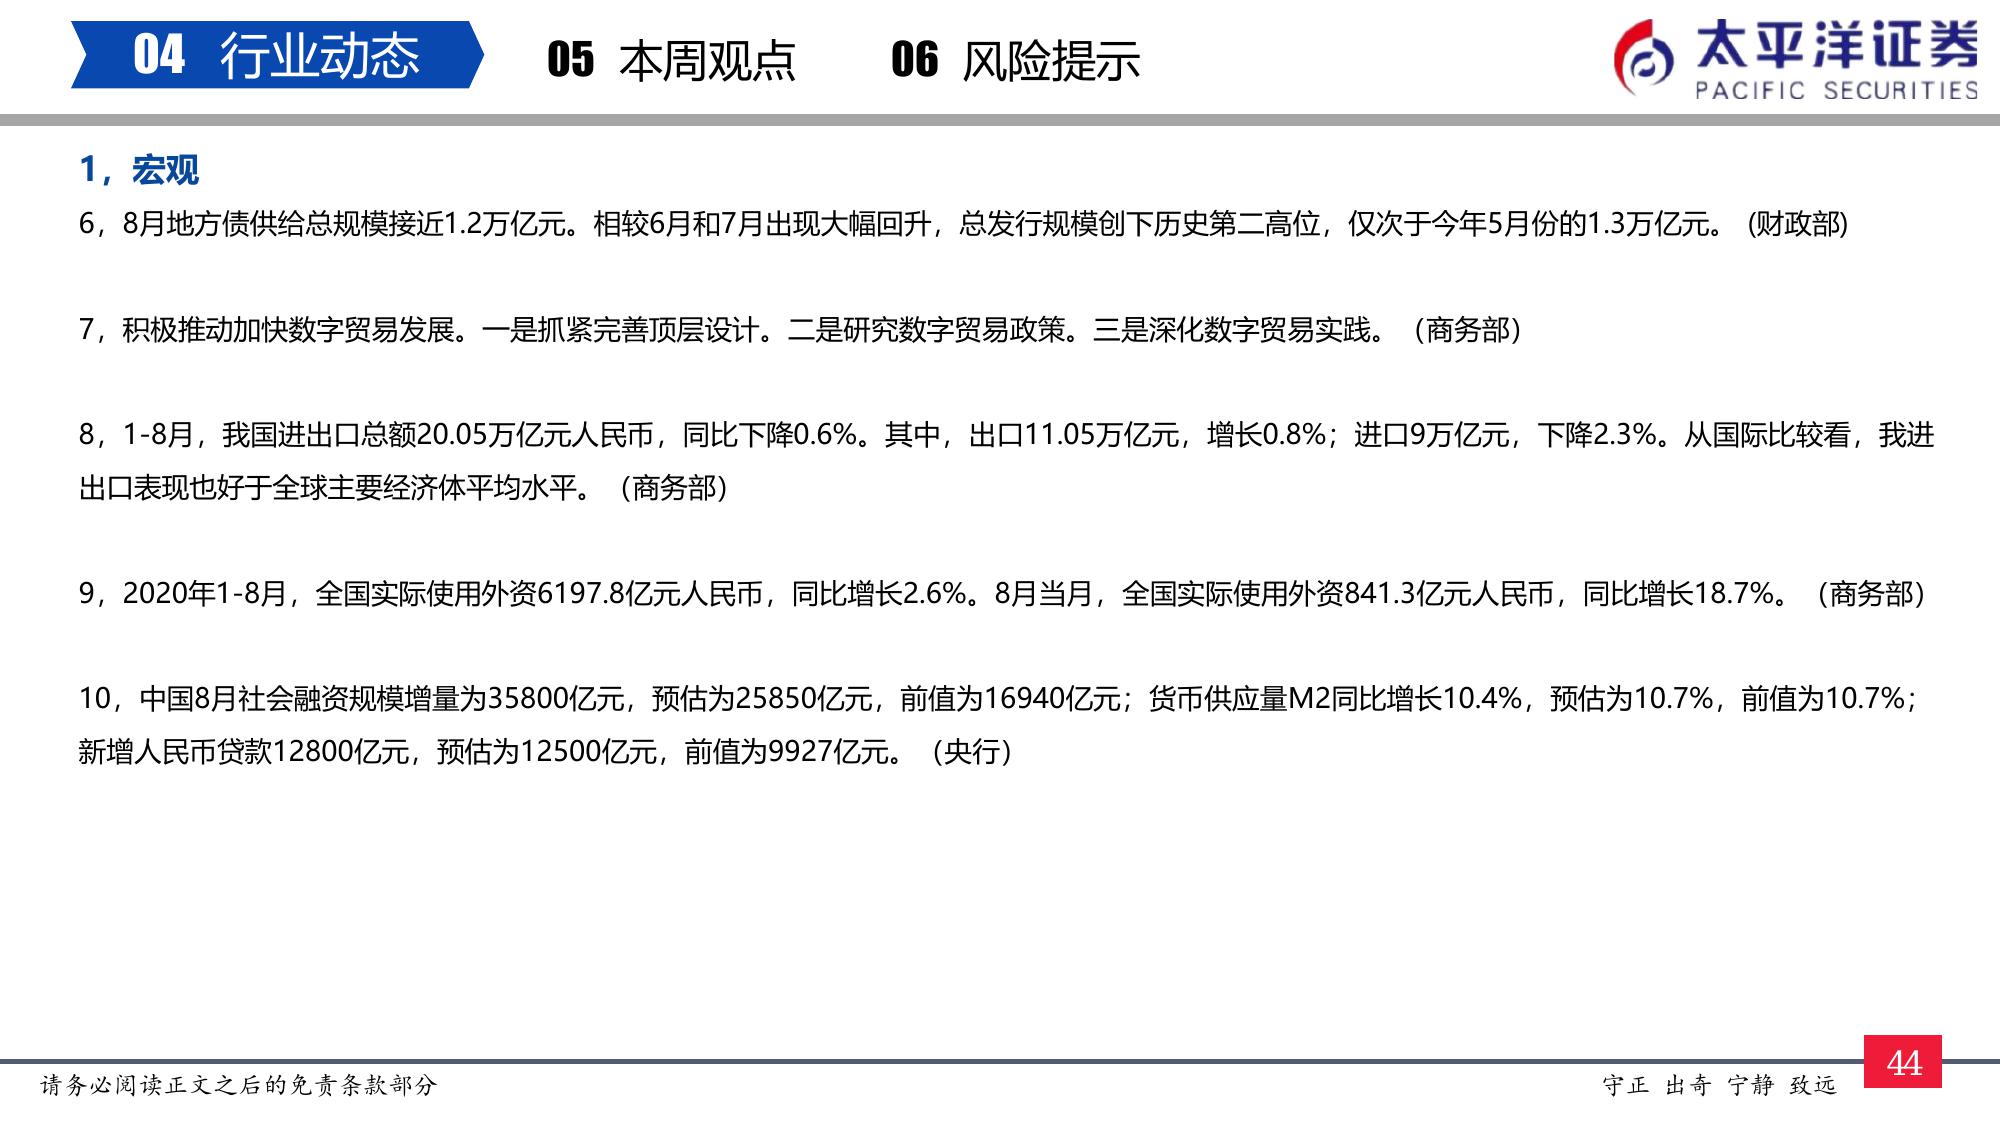 04 行业动态 05 本周观点 06 风险提示 太平洋证券
PACIFIC SECURITIES
1，宏观
6，8月地方债供给总规模接近1.2万亿元。相较6月和7月出现大幅回升，总发行规模创下历史第二高位，仅次于今年5月份的1.3万亿元。 (财政部)
7，积极推动加快数字贸易发展。一是抓紧完善顶层设计。二是研究数字贸易政策。三是深化数字贸易实践。（商务部）
8，1-8月，我国进出口总额20.05万亿元人民币，同比下降0.6%。其中，出口11.05万亿元，增长0.8%；进口9万亿元，下降2.3%。从国际比较看，我进
出口表现也好于全球主要经济体平均水平。（商务部）
9，2020年1-8月，全国实际使用外资6197.8亿元人民币，同比增长2.6%。8月当月，全国实际使用外资841.3亿元人民币，同比增长18.7%。（商务部）
10，中国8月社会融资规模增量为35800亿元，预估为25850亿元，前值为16940亿元；货币供应量M2同比增长10.4%，预估为10.7%，前值为10.7%；
新增人民币贷款12800亿元，预估为12500亿元，前值为9927亿元。（央行）
44
请务必阅读正文之后的免责条款部分 守正 出奇 宁静 致远